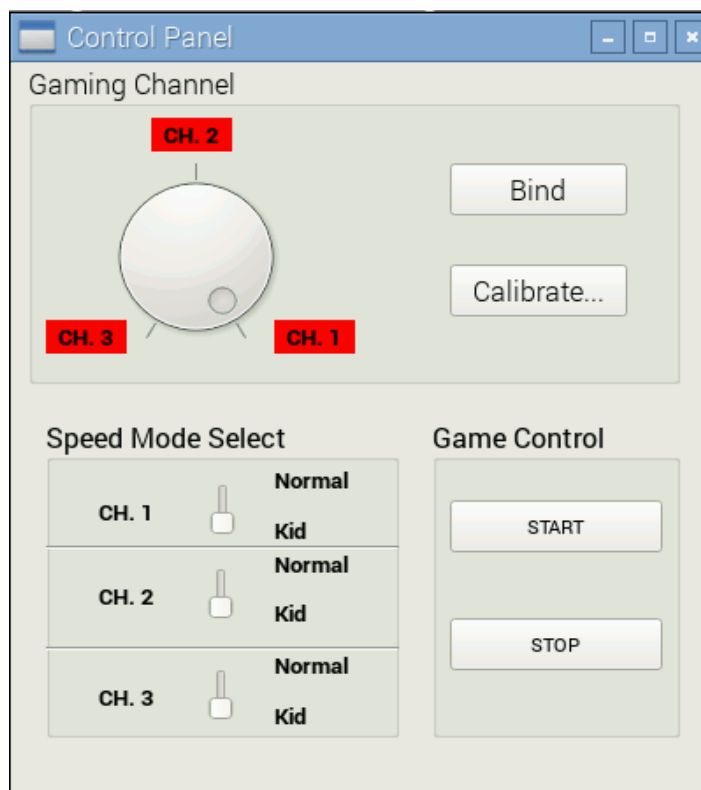 Control Panel
Gaming Channel
CH. 2
Bind
Calibrate...
CH. 3
CH. 1
Speed Mode Select
Game Control
Normal
CH. 1
Kid
START
Normal
CH. 2
Kid
STOP
Normal
CH. 3
Kid